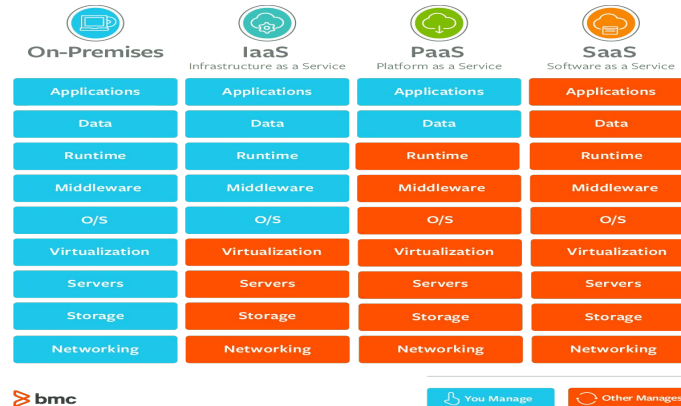 On-Premises IaaS PaaS SaaS
Infrastructure as a Service Platform as a Service Software as a Service
Applications Applications Applications Applications
Data Data Data Data
Runtime Runtime Runtime Runtime
Middleware Middleware Middleware Middleware
O/S O/S O/S O/S
Virtualization Virtualization Virtualization Virtualization
Servers Servers Servers Servers
Storage Storage Storage Storage
Networking Networking Networking Networking
bmc You Manage Other Manages